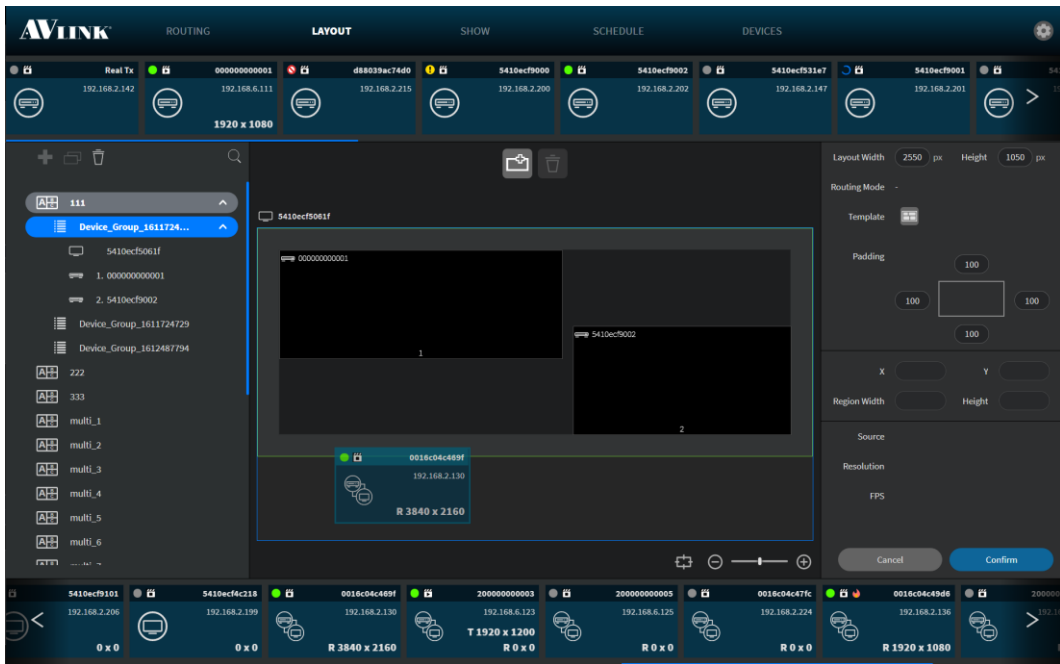 AVLINK ROUTING LAYOUT SHOW SCHEDULE DEVICES
Real Tx 000000000001 d88039ac74d0 5410ecf9000 5410ecf9002 5410ecf531e7 5410ecf9001
192.168.2.142 192.168.6.111 192.168.2.215 192.168.2.200 192.168.2.202 192.168.2.147 192.168.2.201
1920 x 1080
Layout Width 2550 px Height 1050 px
Routing Mode -
Template
Padding
100
100 100
100
X Y
Region Width Height
Source
Resolution
FPS
Cancel Confirm
111
Device_Group_1611724...
5410ecf5061f
1. 000000000001
2. 5410ecf9002
Device_Group_1611724729
Device_Group_1612487794
222
333
multi_1
multi_2
multi_3
multi_4
multi_5
multi_6
5410ecf5061f
000000000001
1
5410ecf9002
2
0016c04c469f
192.168.2.130
R 3840 x 2160
5410ecf9101 5410ecf4c218 0016c04c469f 200000000003 200000000005 0016c04c47fc 0016c04c49d6
192.168.2.206 192.168.2.199 192.168.2.130 192.168.6.123 192.168.6.125 192.168.2.224 192.168.2.136
T 1920 x 1200
0 x 0 0 x 0 R 3840 x 2160 R 0 x 0 R 0 x 0 R 0 x 0 R 1920 x 1080